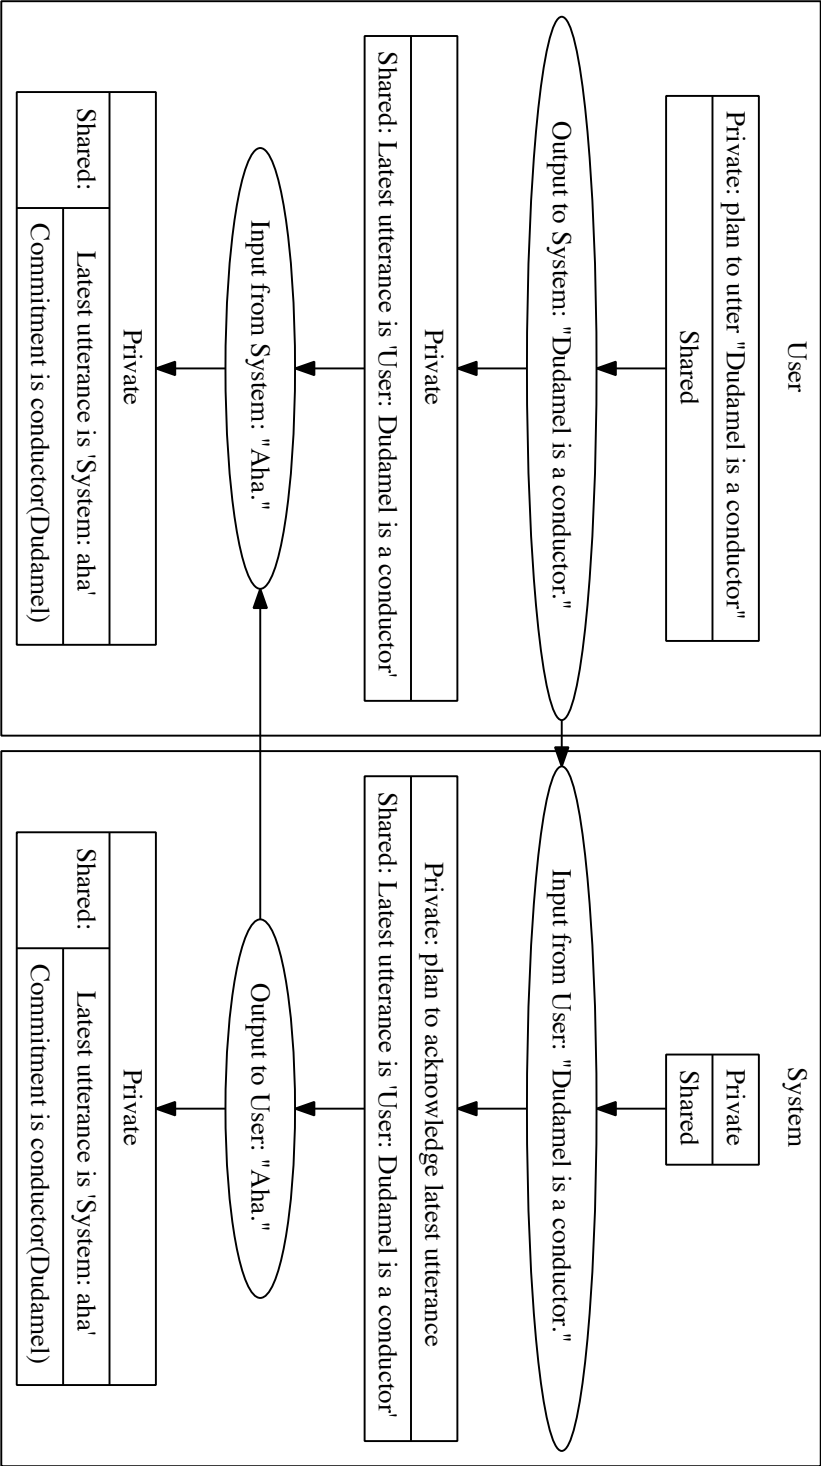 User
Private: plan to utter "Dudamel is a conductor"
Shared
Output to System: "Dudamel is a conductor."
Private
Shared: Latest utterance is 'User: Dudamel is a conductor'
Input from System: "Aha."
Private
Shared:
Latest utterance is 'System: aha'
Commitment is conductor(Dudamel)
System
Private
Shared
Input from User: "Dudamel is a conductor."
Private: plan to acknowledge latest utterance
Shared: Latest utterance is 'User: Dudamel is a conductor'
Output to User: "Aha."
Private
Shared:
Latest utterance is 'System: aha'
Commitment is conductor(Dudamel)